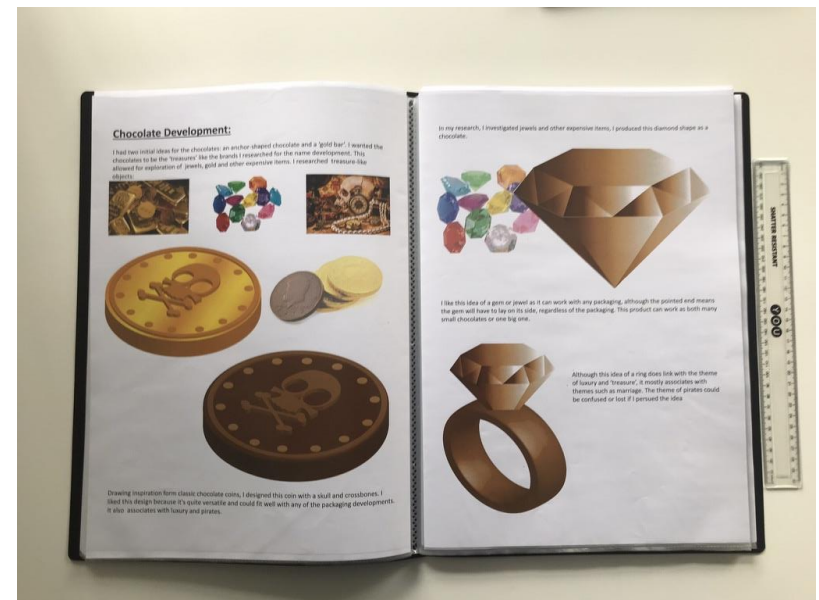 Chocolate Development:
I had two initial ideas for the chocolates: an anchor-shaped chocolate and a 'gold bar'. I wanted the
chocolates to be the 'treasures' like the brands I researched for the name development. This
allowed for exploration of jewels, gold and other expensive items. I researched treasure-like
objects:
Drawing inspiration form classic chocolate coins, I designed this coin with a skull and crossbones. I
liked this design because it's quite versatile and could fit well with any of the packaging developments.
It also associates with luxury and pirates.
In my research, I investigated jewels and other expensive items, I produced this diamond shape as a
chocolate.
I like this idea of a gem or jewel as it can work with any packaging, although the pointed end means
the gem will have to lay on its side, regardless of the packaging. This product can work as both many
small chocolates or one big one.
Although this idea of a ring does link with the theme
of luxury and 'treasure', it mostly associates with
themes such as marriage. The theme of pirates could
be confused or lost if I persued the idea
SHATTER RESISTANT
YOU